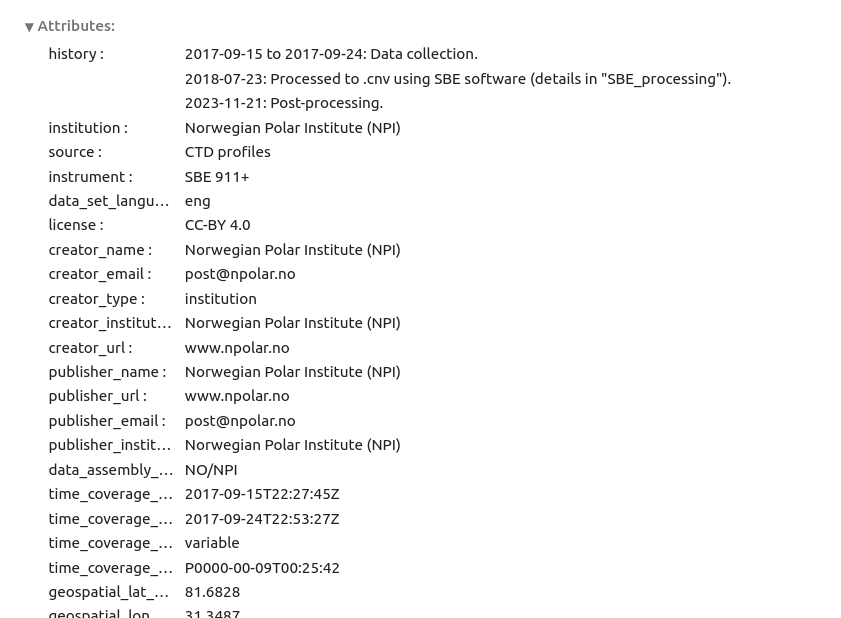 ▼ Attributes:
history : 2017-09-15 to 2017-09-24: Data collection.
2018-07-23: Processed to .cnv using SBE software (details in "SBE_processing").
2023-11-21: Post-processing.
institution : Norwegian Polar Institute (NPI)
source : CTD profiles
instrument : SBE 911+
data_set_langu… eng
license : CC-BY 4.0
creator_name : Norwegian Polar Institute (NPI)
creator_email : post@npolar.no
creator_type : institution
creator_institut… Norwegian Polar Institute (NPI)
creator_url : www.npolar.no
publisher_name : Norwegian Polar Institute (NPI)
publisher_url : www.npolar.no
publisher_email : post@npolar.no
publisher_instit… Norwegian Polar Institute (NPI)
data_assembly_… NO/NPI
time_coverage_… 2017-09-15T22:27:45Z
time_coverage_… 2017-09-24T22:53:27Z
time_coverage_… variable
time_coverage_… P0000-00-09T00:25:42
geospatial_lat_… 81.6828
geospatial_lon_… 31.3487